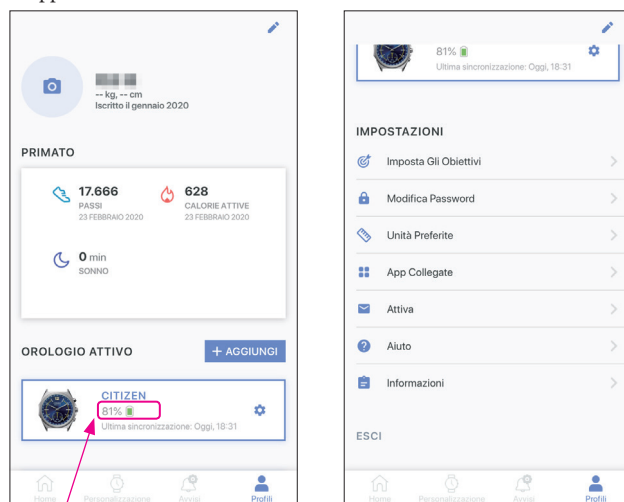 -- kg, -- cm
Iscritto il gennaio 2020
PRIMATO
17.666
PASSI
23 FEBBRAIO 2020
628
CALORIE ATTIVE
23 FEBBRAIO 2020
0 min
SONNO
OROLOGIO ATTIVO
+ AGGIUNGI
CITIZEN
81%
Ultima sincronizzazione: Oggi, 18:31
Home
Personalizzazione
Avvisi
Profili
81%
Ultima sincronizzazione: Oggi, 18:31
IMPOSTAZIONI
Imposta Gli Obiettivi
Modifica Password
Unità Preferite
App Collegate
Attiva
Aiuto
Informazioni
ESCI
Home
Personalizzazione
Avvisi
Profili